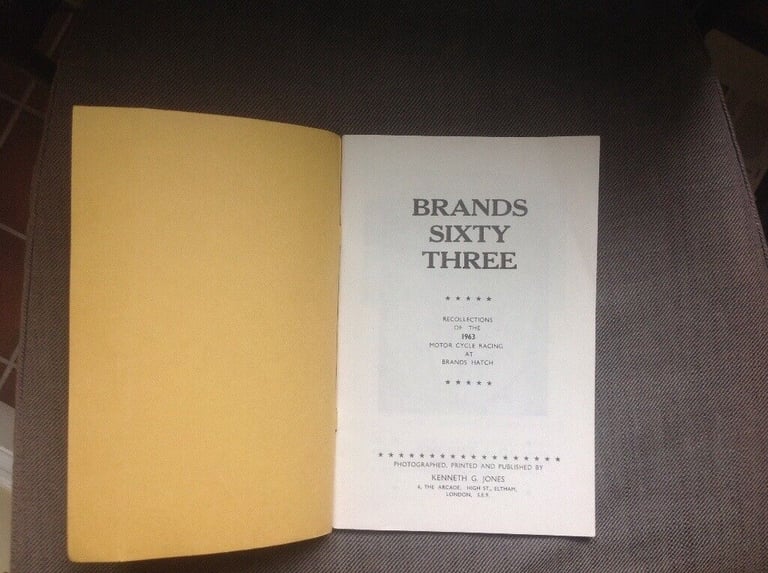 BRANDS
SIXTY
THREE
★ ★ ★ ★ ★
RECOLLECTIONS
OF THE
1963
MOTOR CYCLE RACING
AT
BRANDS HATCH
★ ★ ★ ★ ★
★ ★ ★ ★ ★ ★ ★ ★ ★ ★ ★ ★ ★ ★ ★ ★ ★ ★
PHOTOGRAPHED, PRINTED AND PUBLISHED BY
KENNETH G. JONES
6, THE ARCADE, HIGH ST., ELTHAM,
LONDON, S.E.9.